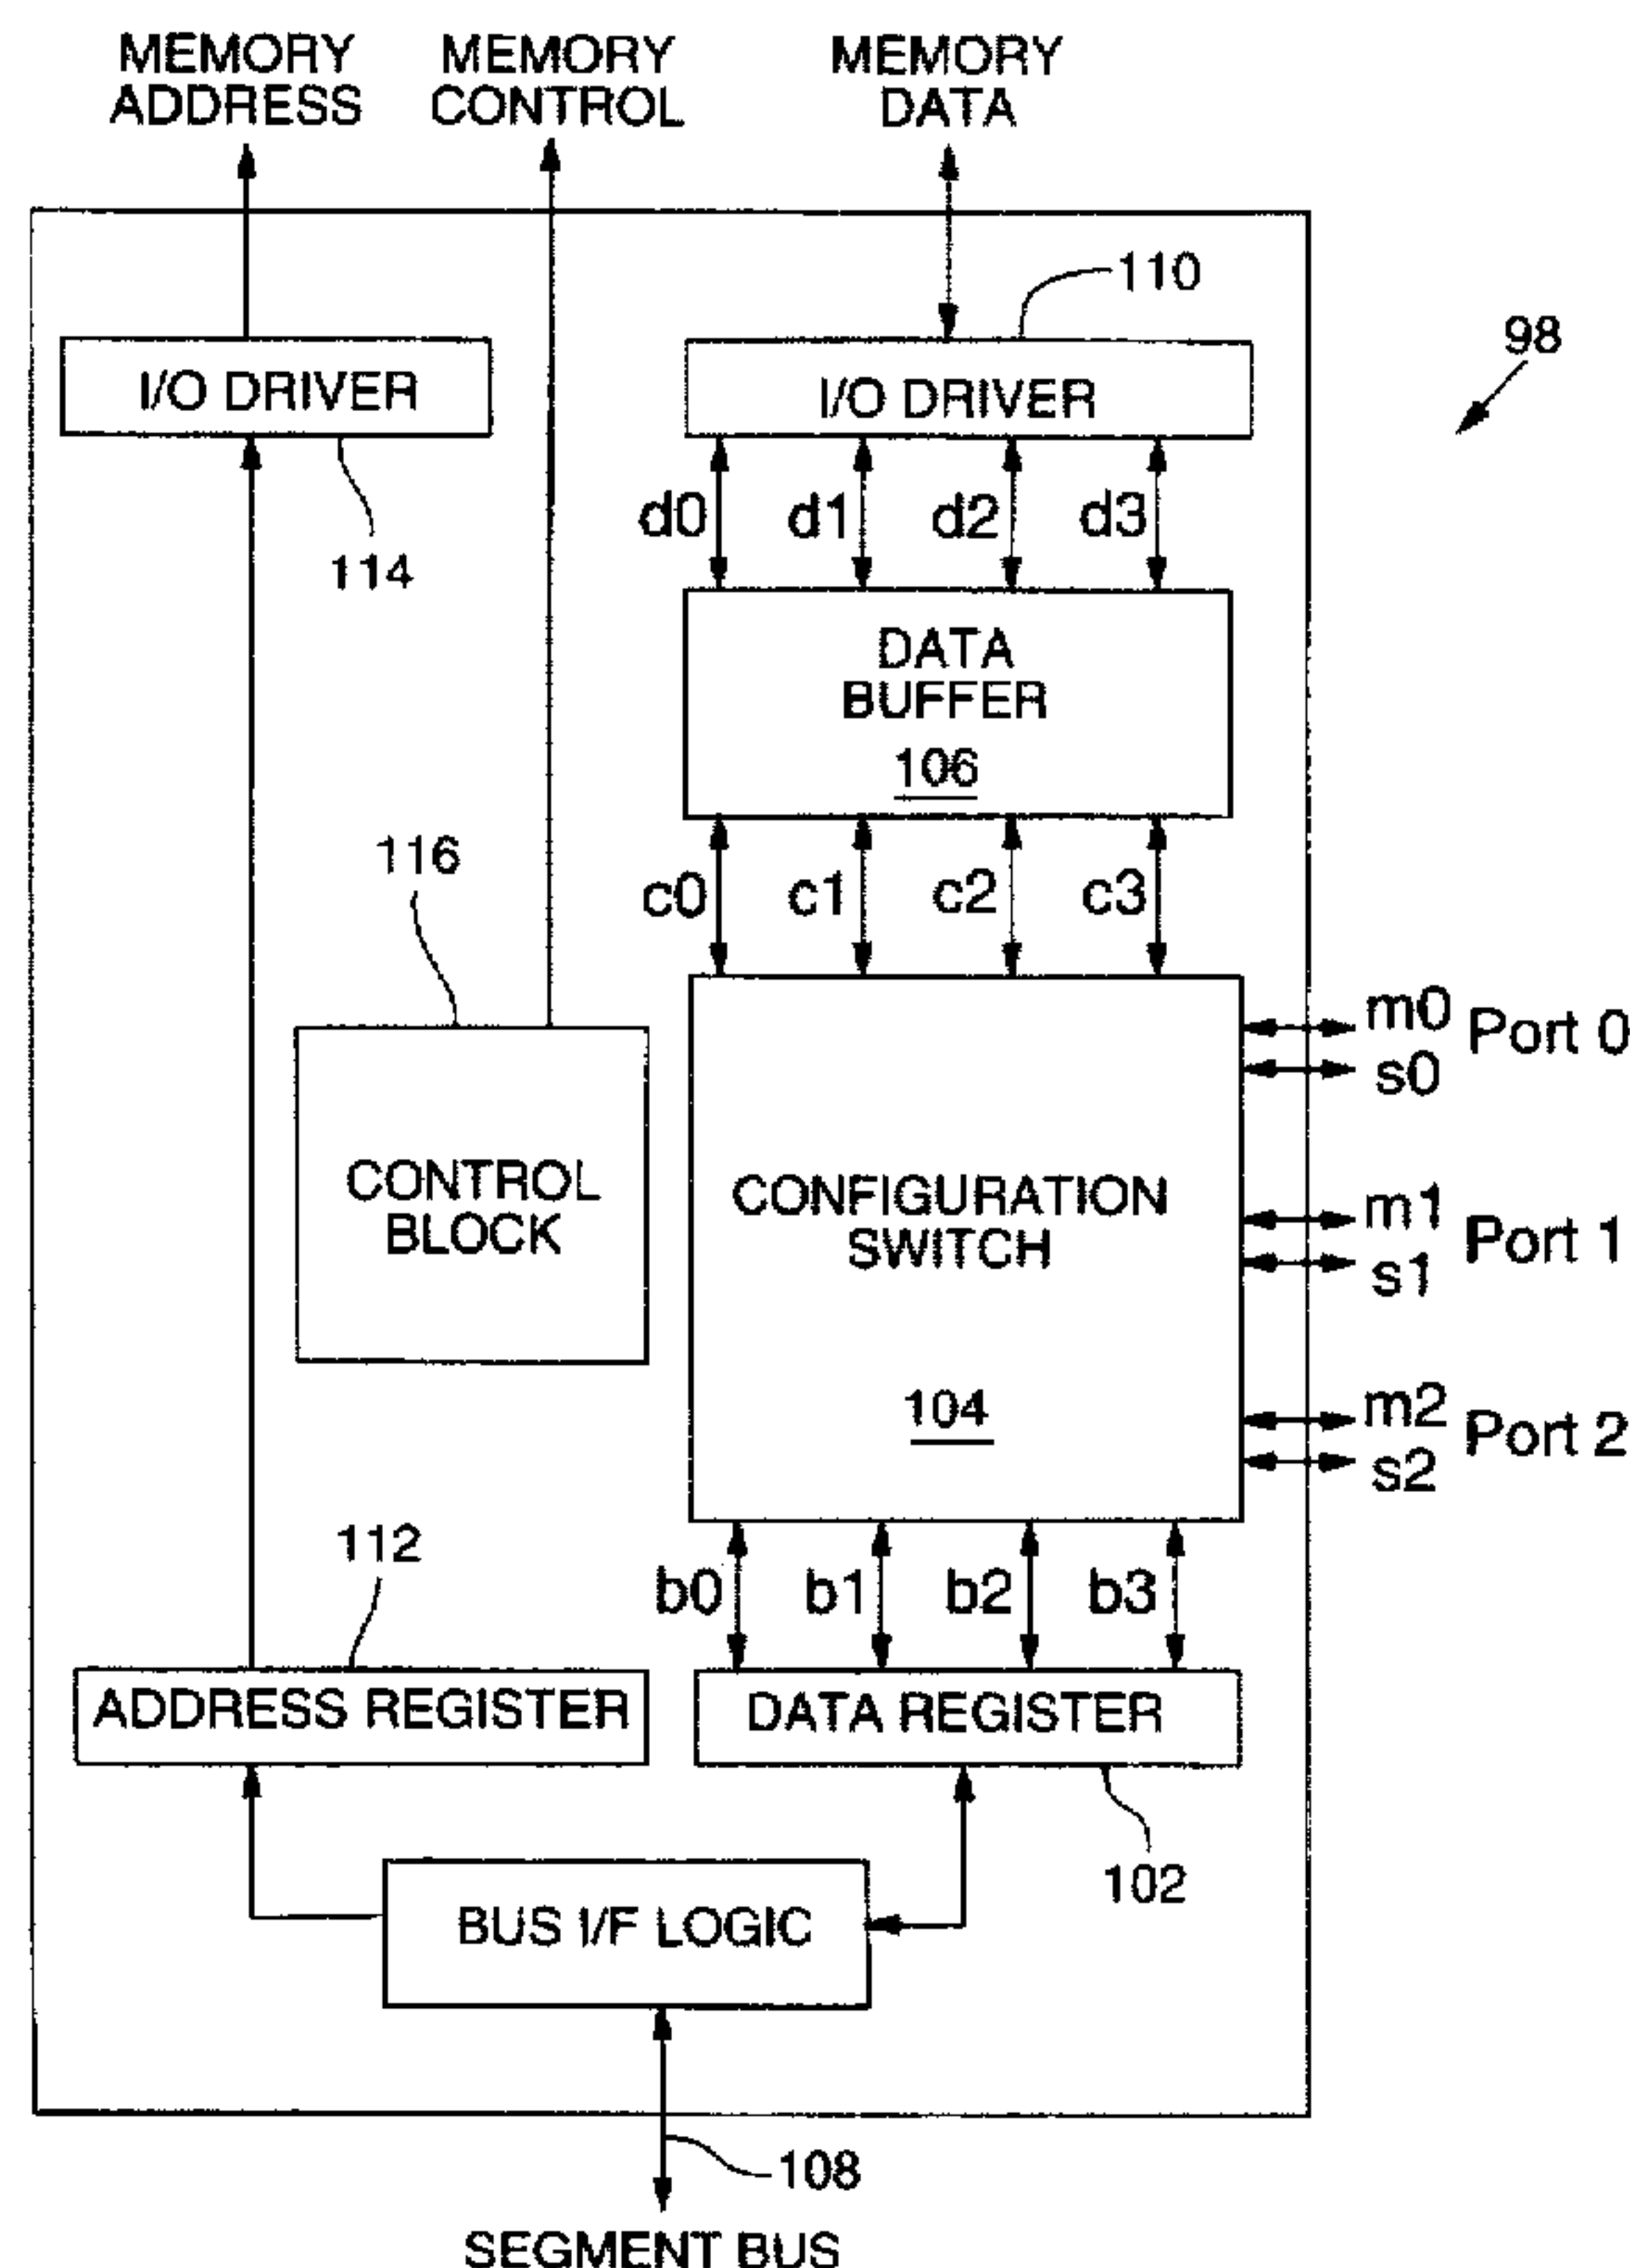 MEMORY
ADDRESS
MEMORY
CONTROL
MEMORY
DATA
110
98
I/O DRIVER
I/O DRIVER
114
d0
d1
d2
d3
DATA
BUFFER
106
116
c0
c1
c2
c3
m0
s0
Port 0
CONTROL
BLOCK
CONFIGURATION
SWITCH
104
m1
s1
Port 1
m2
s2
Port 2
112
b0
b1
b2
b3
ADDRESS REGISTER
DATA REGISTER
102
BUS I/F LOGIC
108
SEGMENT BUS